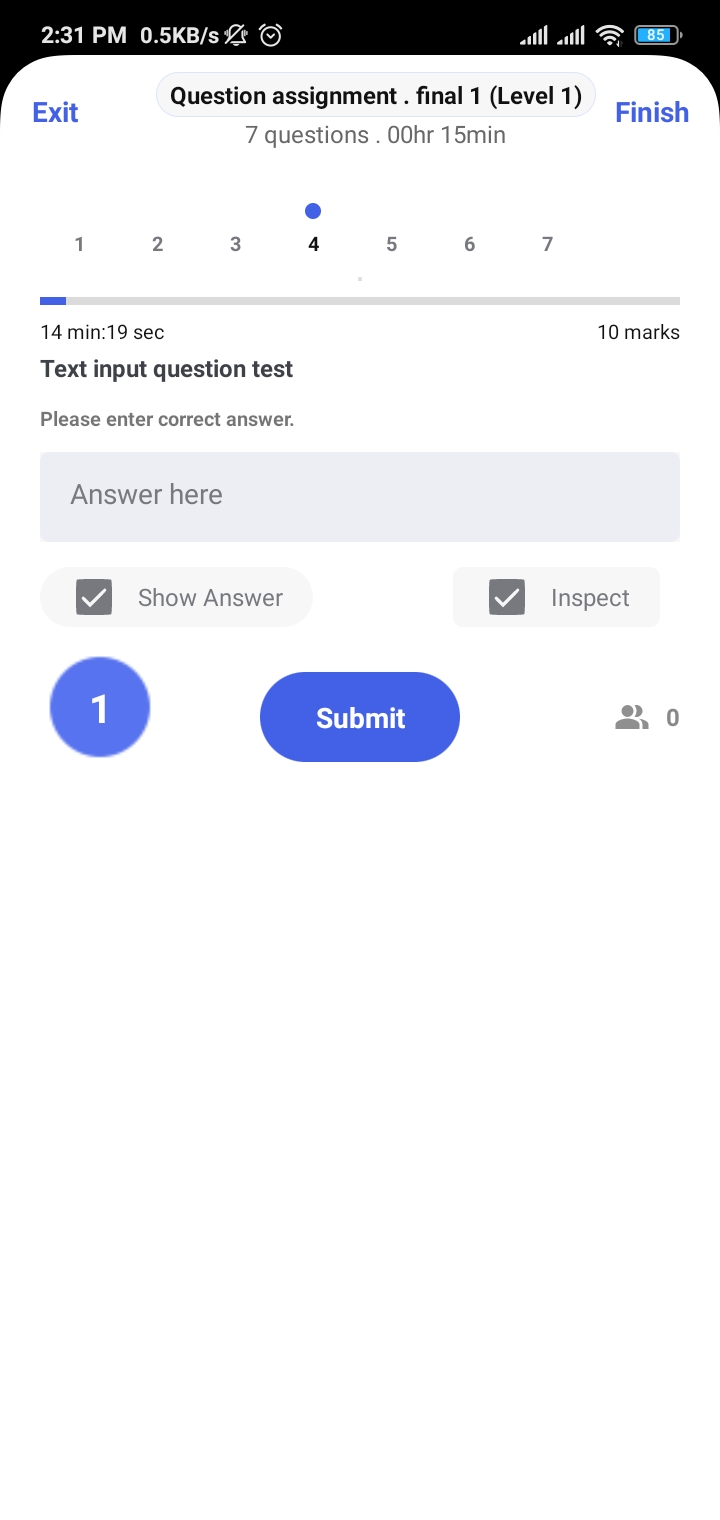 2:31 PM 0.5KB/s 85
Exit
Question assignment . final 1 (Level 1)
Finish
7 questions . 00hr 15min
1 2 3 4 5 6 7
14 min:19 sec 10 marks
Text input question test
Please enter correct answer.
Answer here
Show Answer Inspect
1 Submit 0